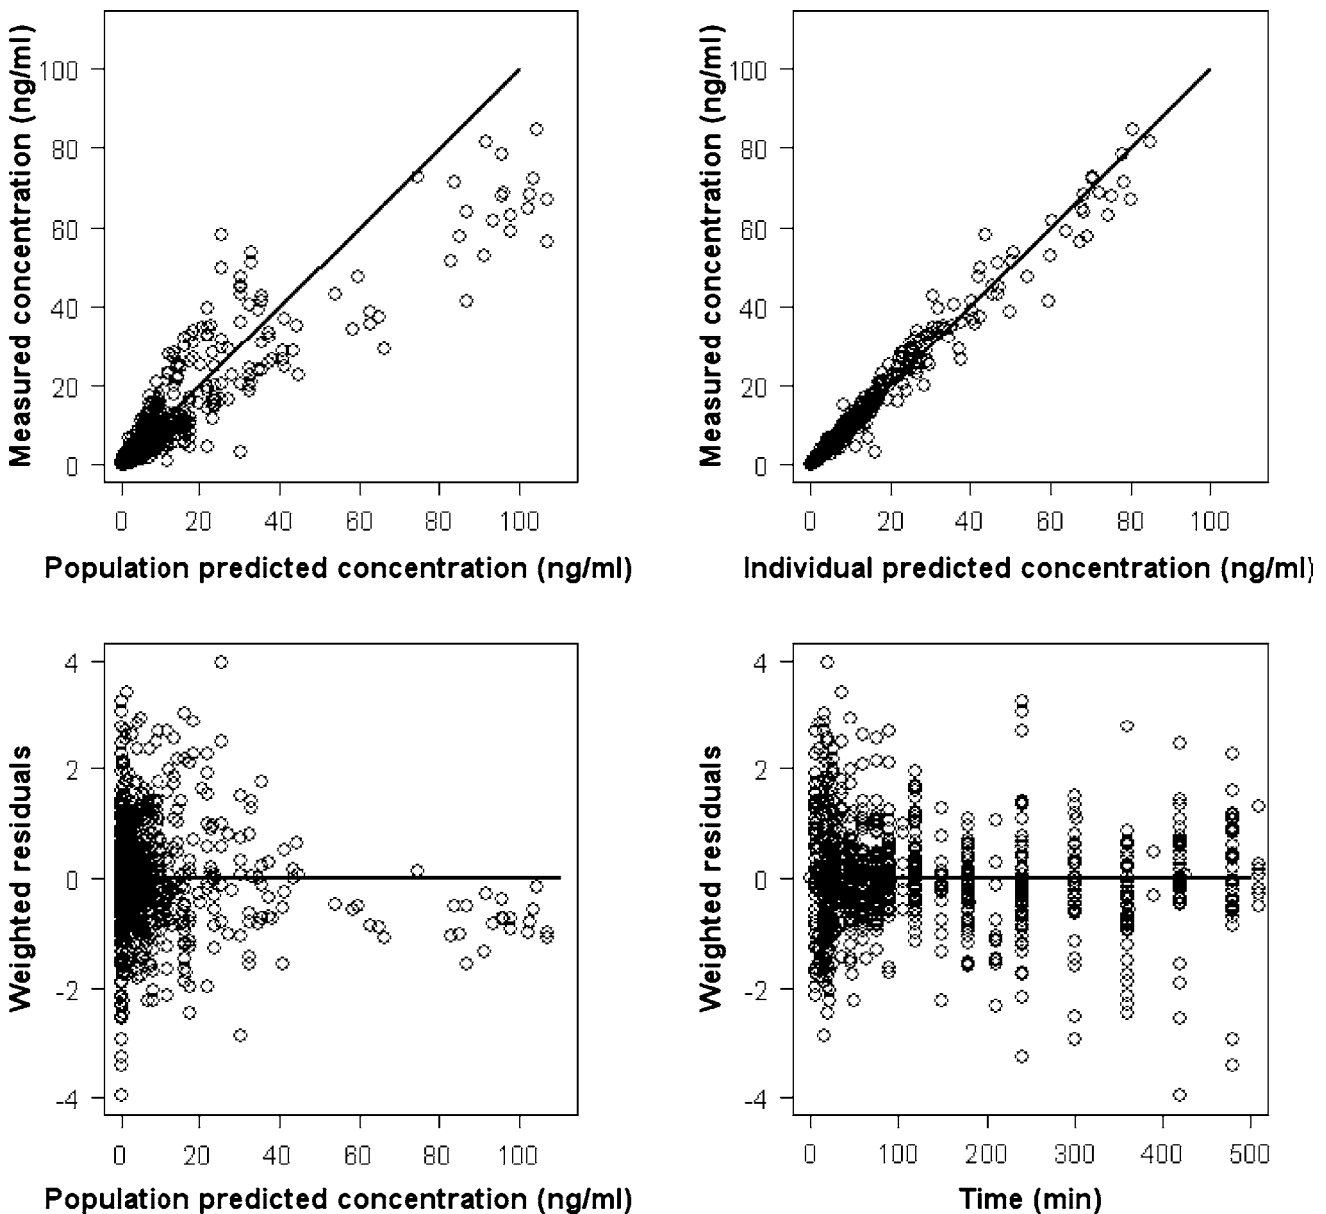 Measured concentration (ng/ml)
100
80
60
40
20
0
0 20 40 60 80 100
Population predicted concentration (ng/ml)
Measured concentration (ng/ml)
100
80
60
40
20
0
0 20 40 60 80 100
Individual predicted concentration (ng/ml)
Weighted residuals
4
2
0
-2
-4
0 20 40 60 80 100
Population predicted concentration (ng/ml)
Weighted residuals
4
2
0
-2
-4
0 100 200 300 400 500
Time (min)